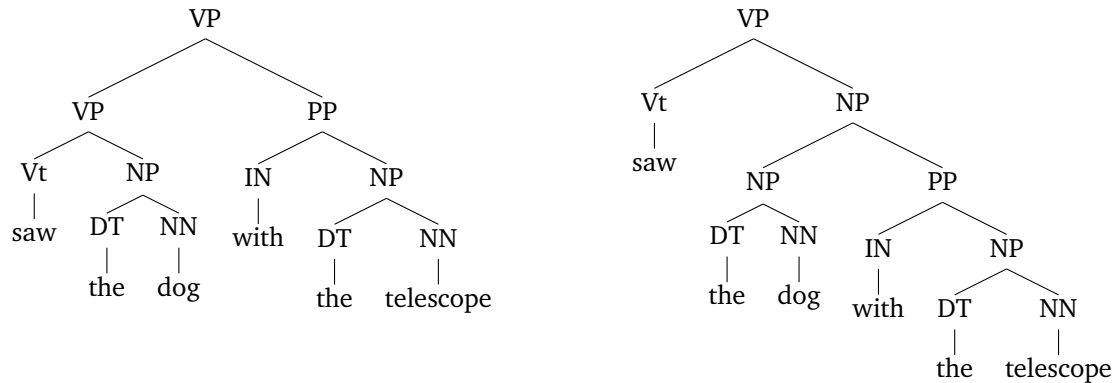 VP VP
VP PP Vt NP
Vt NP IN NP saw NP PP
saw DT NN with DT NN DT NN IN NP
the dog the telescope the dog with DT NN
the telescope